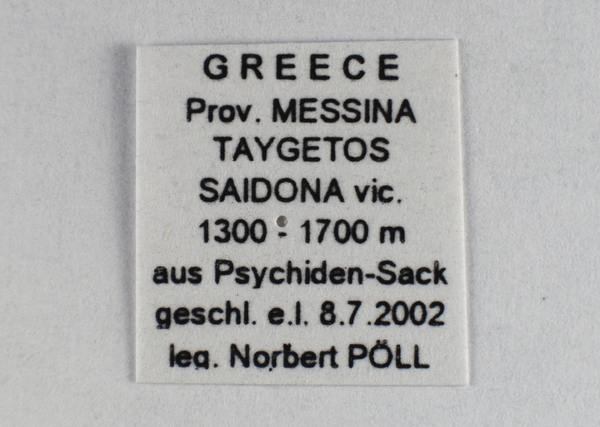 GREECE
Prov. MESSINA
TAYGETOS
SAIDONA vic.
1300 - 1700 m
aus Psychiden-Sack
geschl. e.l. 8.7.2002
leg. Norbert PÖLL